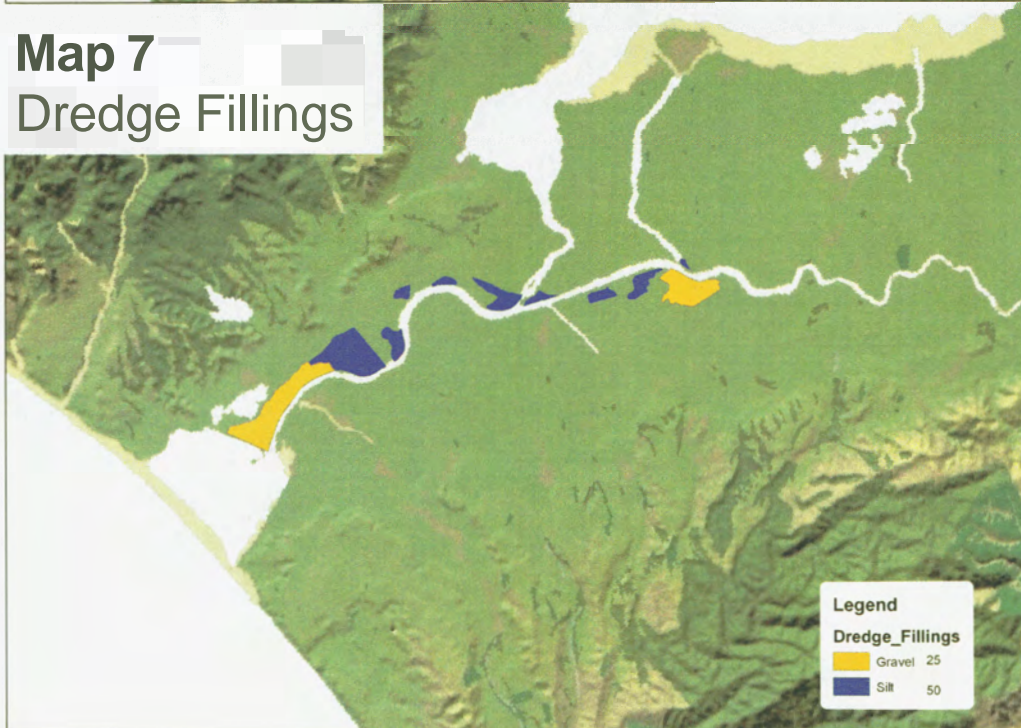 Map 7
Dredge Fillings
Legend
Dredge_Fillings
Gravel 25
Silt 50